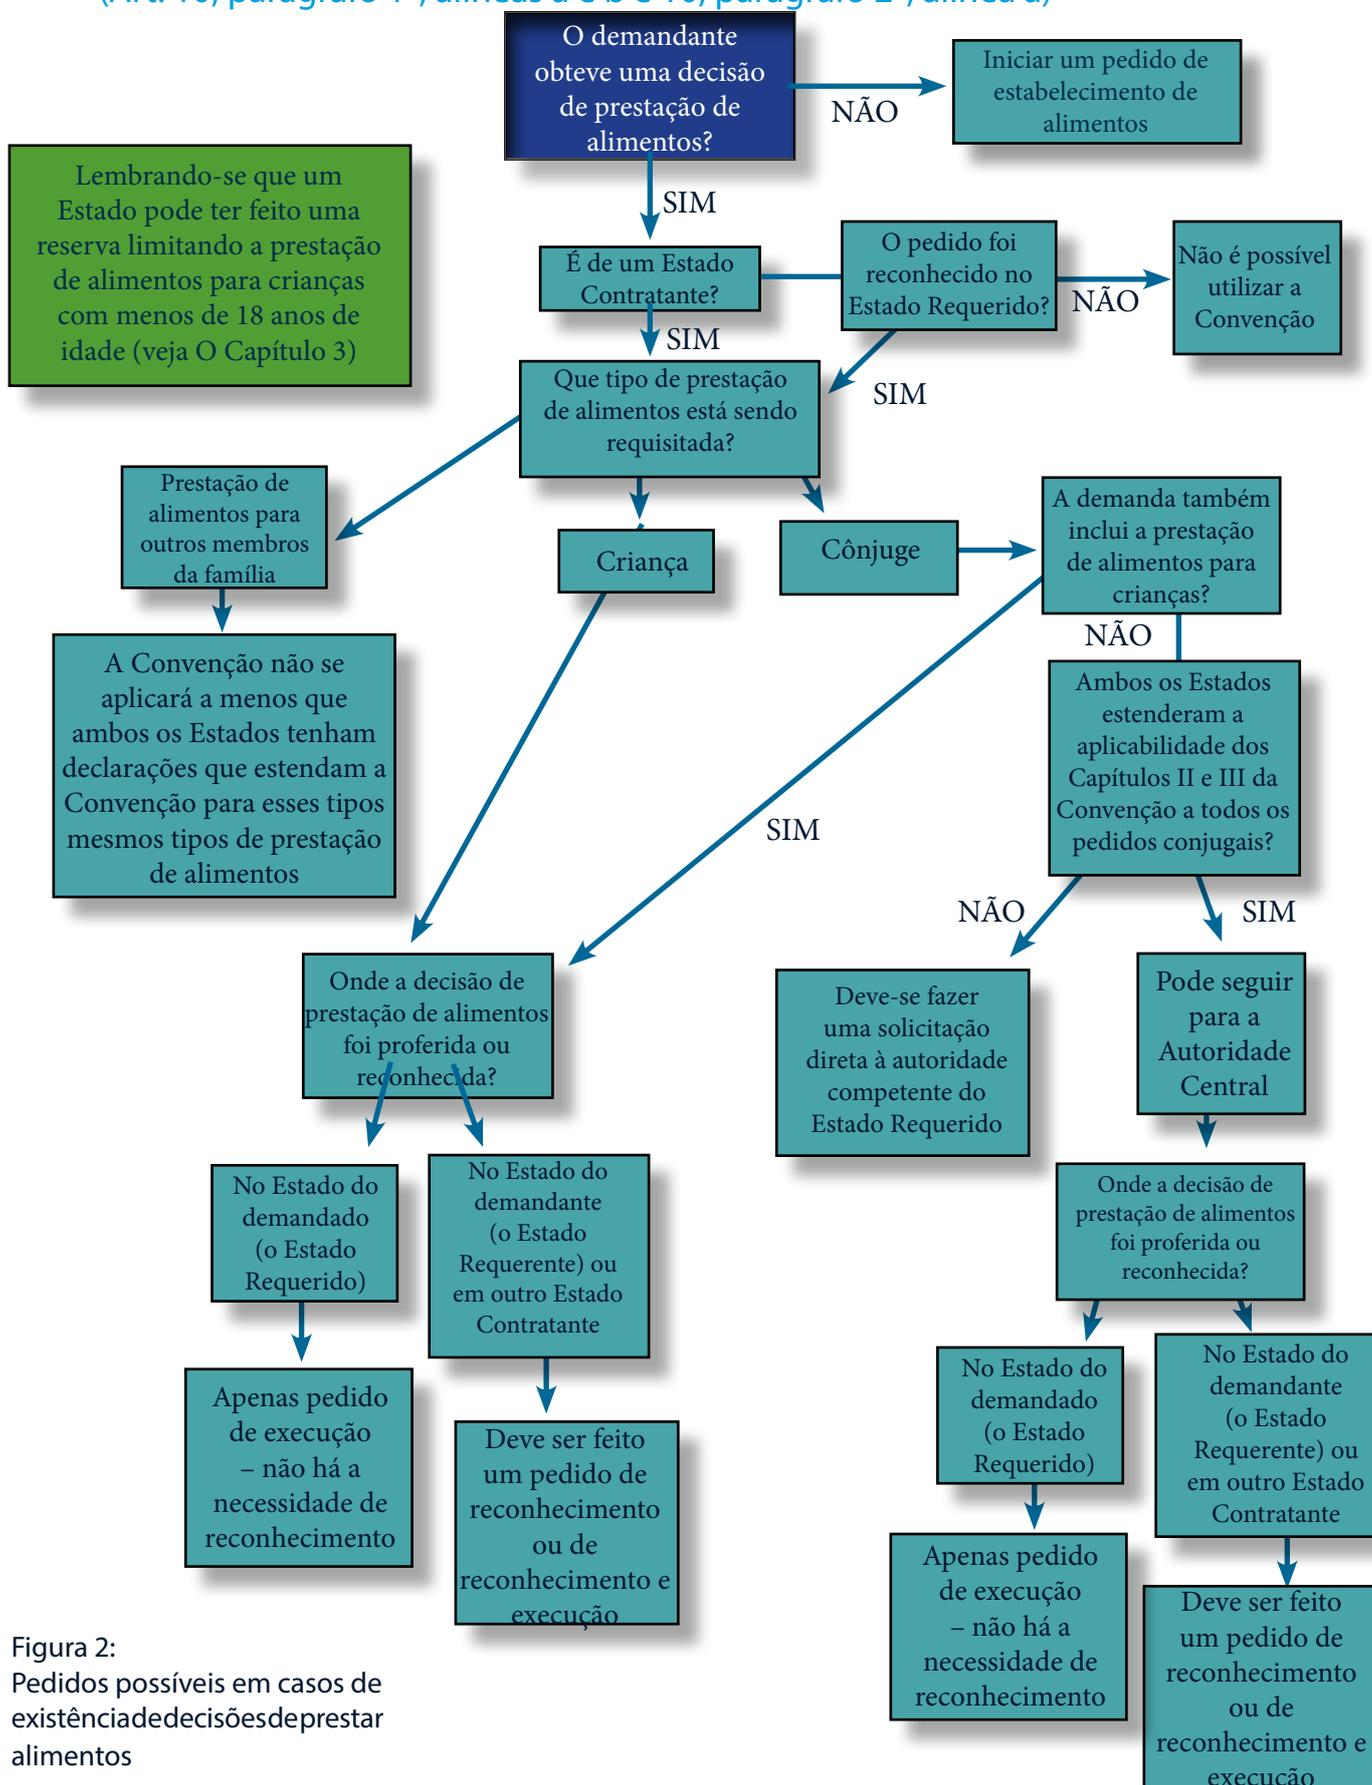 (Art. 10, parágrafo 1º, alíneas a e b e 10, parágrafo 2º, alínea a)
O demandante
obteve uma decisão
de prestação de
alimentos?
NÃO
Iniciar um pedido de
estabelecimento de
alimentos
Lembrando-se que um
Estado pode ter feito uma
reserva limitando a prestação
de alimentos para crianças
com menos de 18 anos de
idade (veja O Capítulo 3)
SIM
É de um Estado
Contratante?
O pedido foi
reconhecido no
Estado Requerido?
NÃO
Não é possível
utilizar a
Convenção
SIM
SIM
Que tipo de prestação
de alimentos está sendo
requisitada?
Prestação de
alimentos para
outros membros
da família
Criança
Cônjuge
A demanda também
inclui a prestação
de alimentos para
crianças?
NÃO
A Convenção não se
aplicará a menos que
ambos os Estados tenham
declarações que estendam a
Convenção para esses tipos
mesmos tipos de prestação
de alimentos
Ambos os Estados
estenderam a
aplicabilidade dos
Capítulos II e III da
Convenção a todos os
pedidos conjugais?
SIM
NÃO
SIM
Onde a decisão de
prestação de alimentos
foi proferida ou
reconhecida?
Deve-se fazer
uma solicitação
direta à autoridade
competente do
Estado Requerido
Pode seguir
para a
Autoridade
Central
No Estado do
demandado
(o Estado
Requerido)
No Estado do
demandante
(o Estado
Requerente) ou
em outro Estado
Contratante
Onde a decisão de
prestação de alimentos
foi proferida ou
reconhecida?
Apenas pedido
de execução
– não há a
necessidade de
reconhecimento
Deve ser feito
um pedido de
reconhecimento
ou de
reconhecimento e
execução
No Estado do
demandado
(o Estado
Requerido)
No Estado do
demandante
(o Estado
Requerente) ou
em outro Estado
Contratante
Apenas pedido
de execução
– não há a
necessidade de
reconhecimento
Deve ser feito
um pedido de
reconhecimento
ou de
reconhecimento e
execução
Figura 2:
Pedidos possíveis em casos de
existênciadedecisõesdeprestar
alimentos